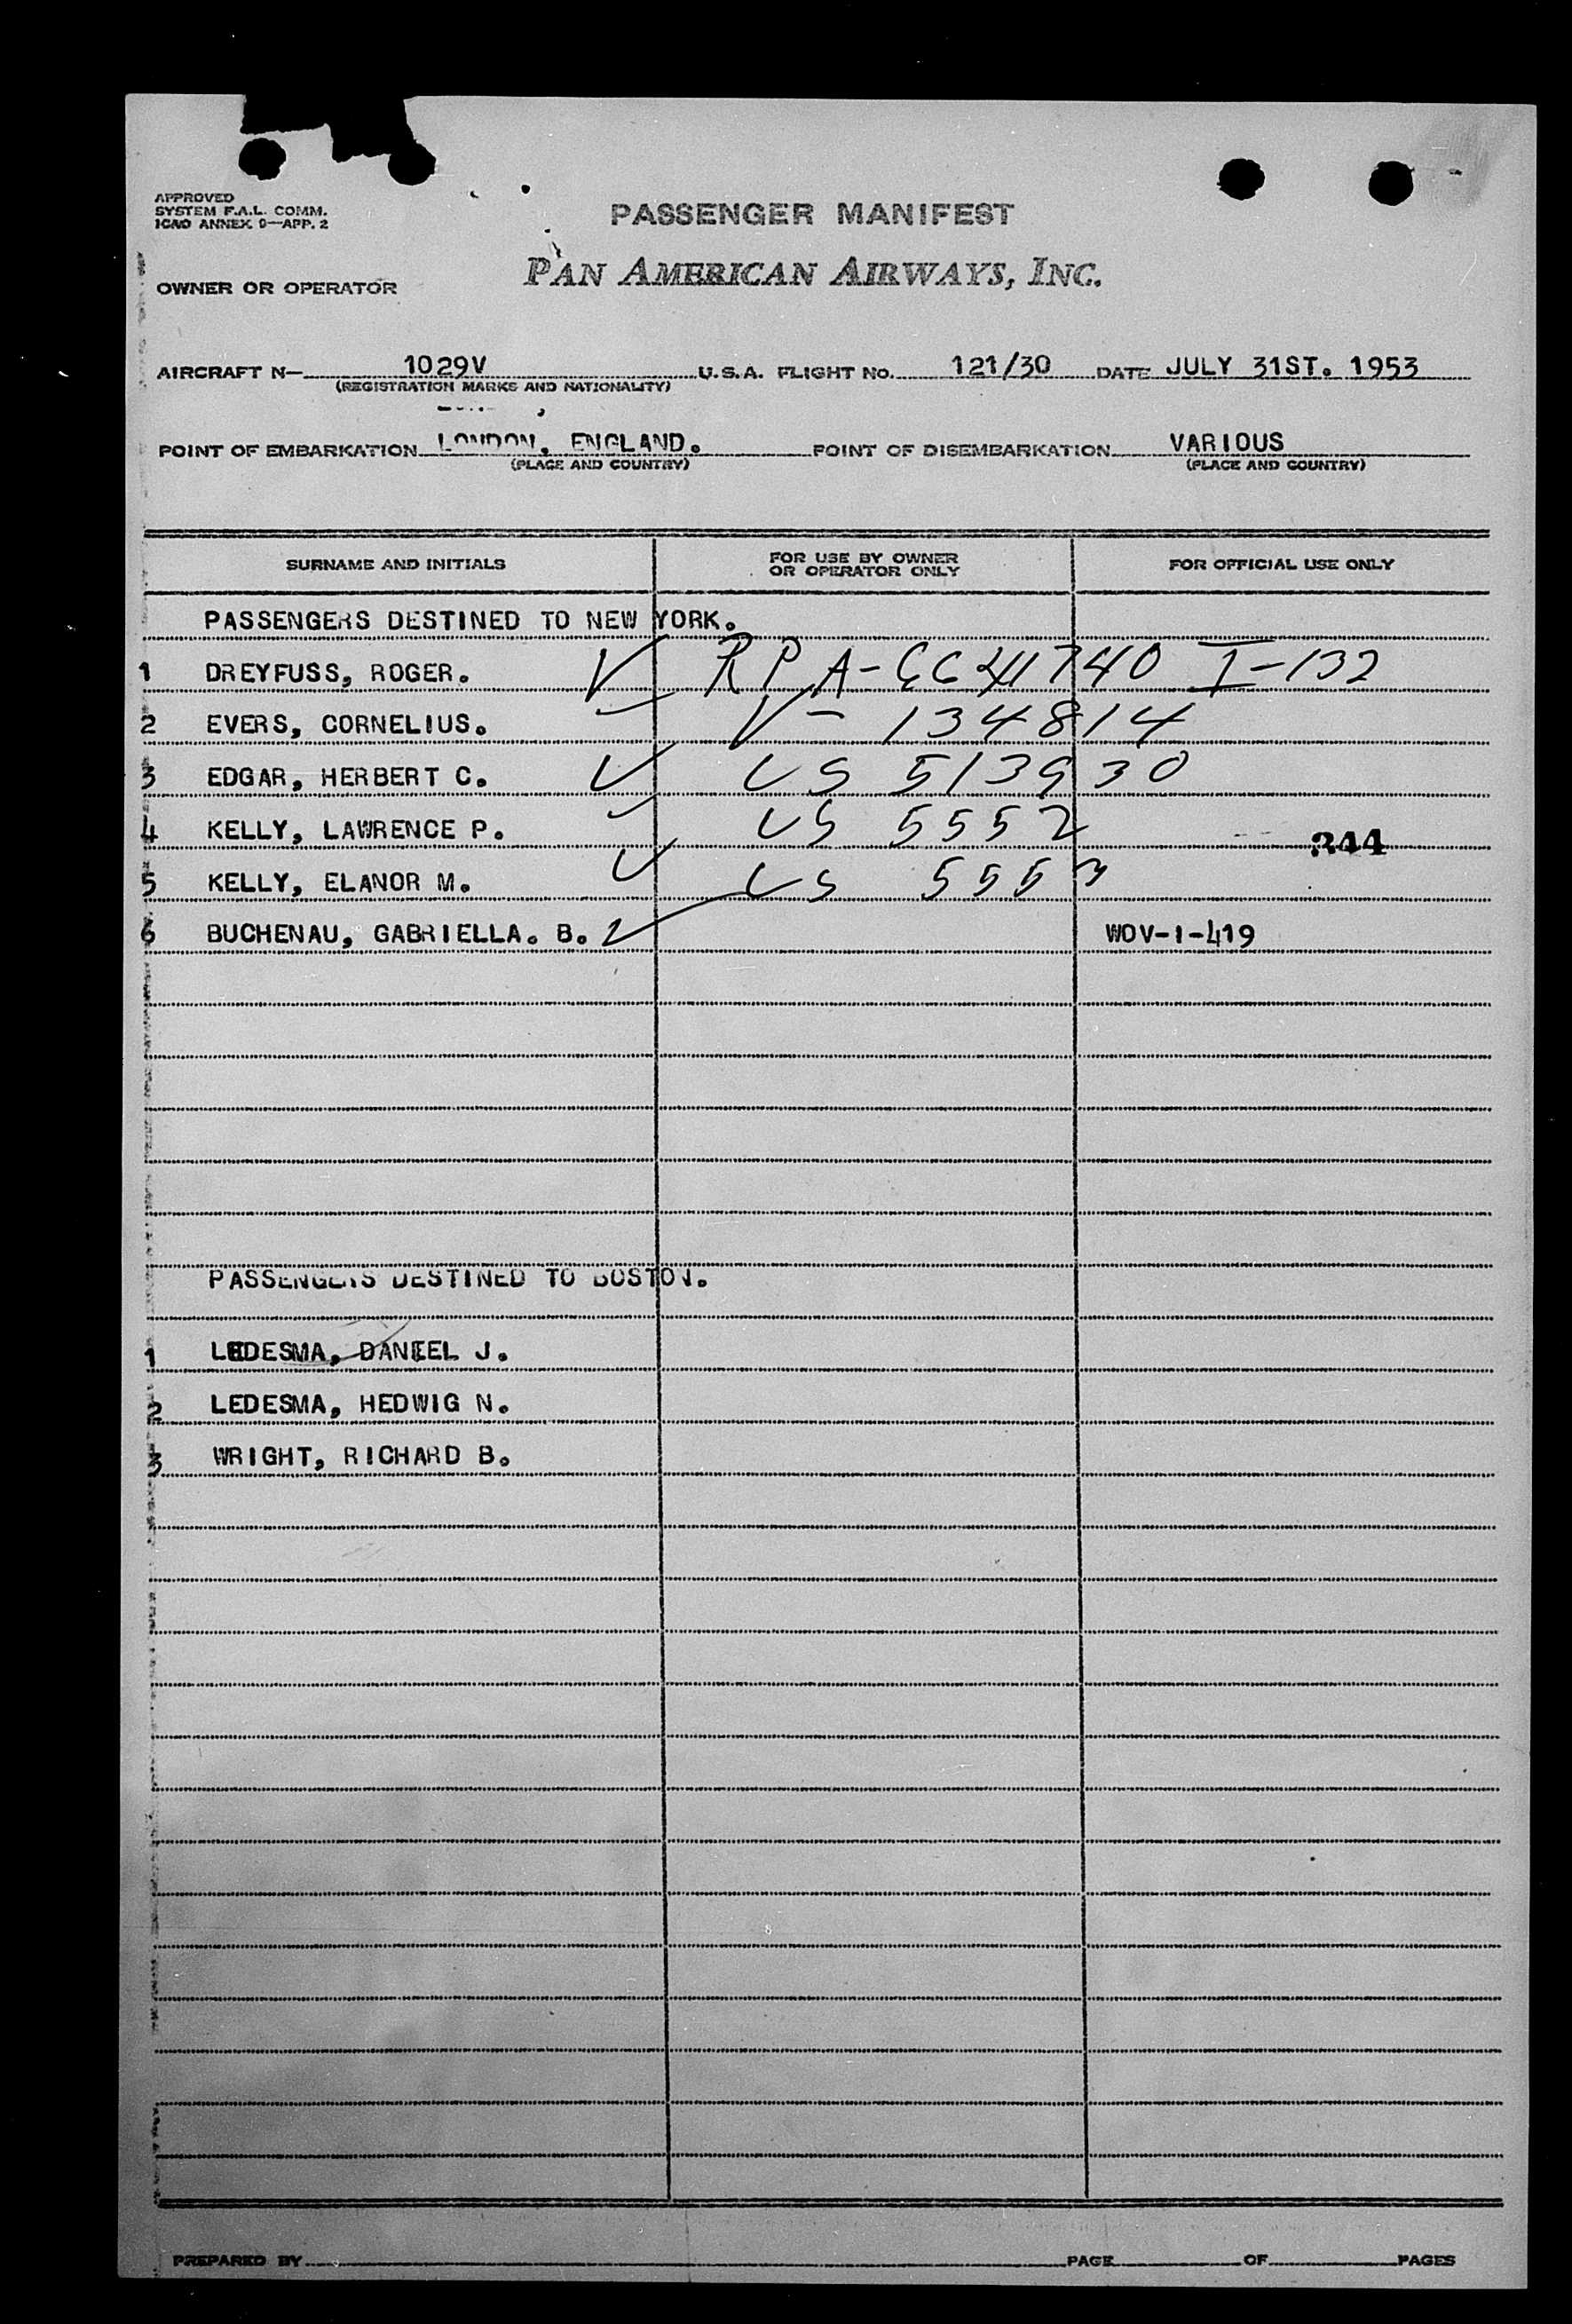 APPROVED
SYSTEM F.A.L. COMM.
ICAO ANNEX 9—APP. 2
PASSENGER MANIFEST
OWNER OR OPERATOR
PAN AMERICAN AIRWAYS, INC.
AIRCRAFT N— 1029V U.S.A. FLIGHT NO. 121/30 DATE JULY 31ST. 1953
(REGISTRATION MARKS AND NATIONALITY)
POINT OF EMBARKATION LONDON, ENGLAND. POINT OF DISEMBARKATION VARIOUS
(PLACE AND COUNTRY) (PLACE AND COUNTRY)
SURNAME AND INITIALS FOR USE BY OWNER OR OPERATOR ONLY FOR OFFICIAL USE ONLY
PASSENGERS DESTINED TO NEW YORK.
1 DREYFUSS, ROGER. RP I-132
2 EVERS, CORNELIUS. V-134814
3 EDGAR, HERBERT C. US 513930
4 KELLY, LAWRENCE P. US 5552 344
5 KELLY, ELANOR M. US 5553
6 BUCHENAU, GABRIELLA. B. WOV-1-419
PASSENGERS DESTINED TO BOSTON.
1 LEDESMA, DANIEL J.
2 LEDESMA, HEDWIG N.
3 WRIGHT, RICHARD B.
PREPARED BY PAGE OF PAGES